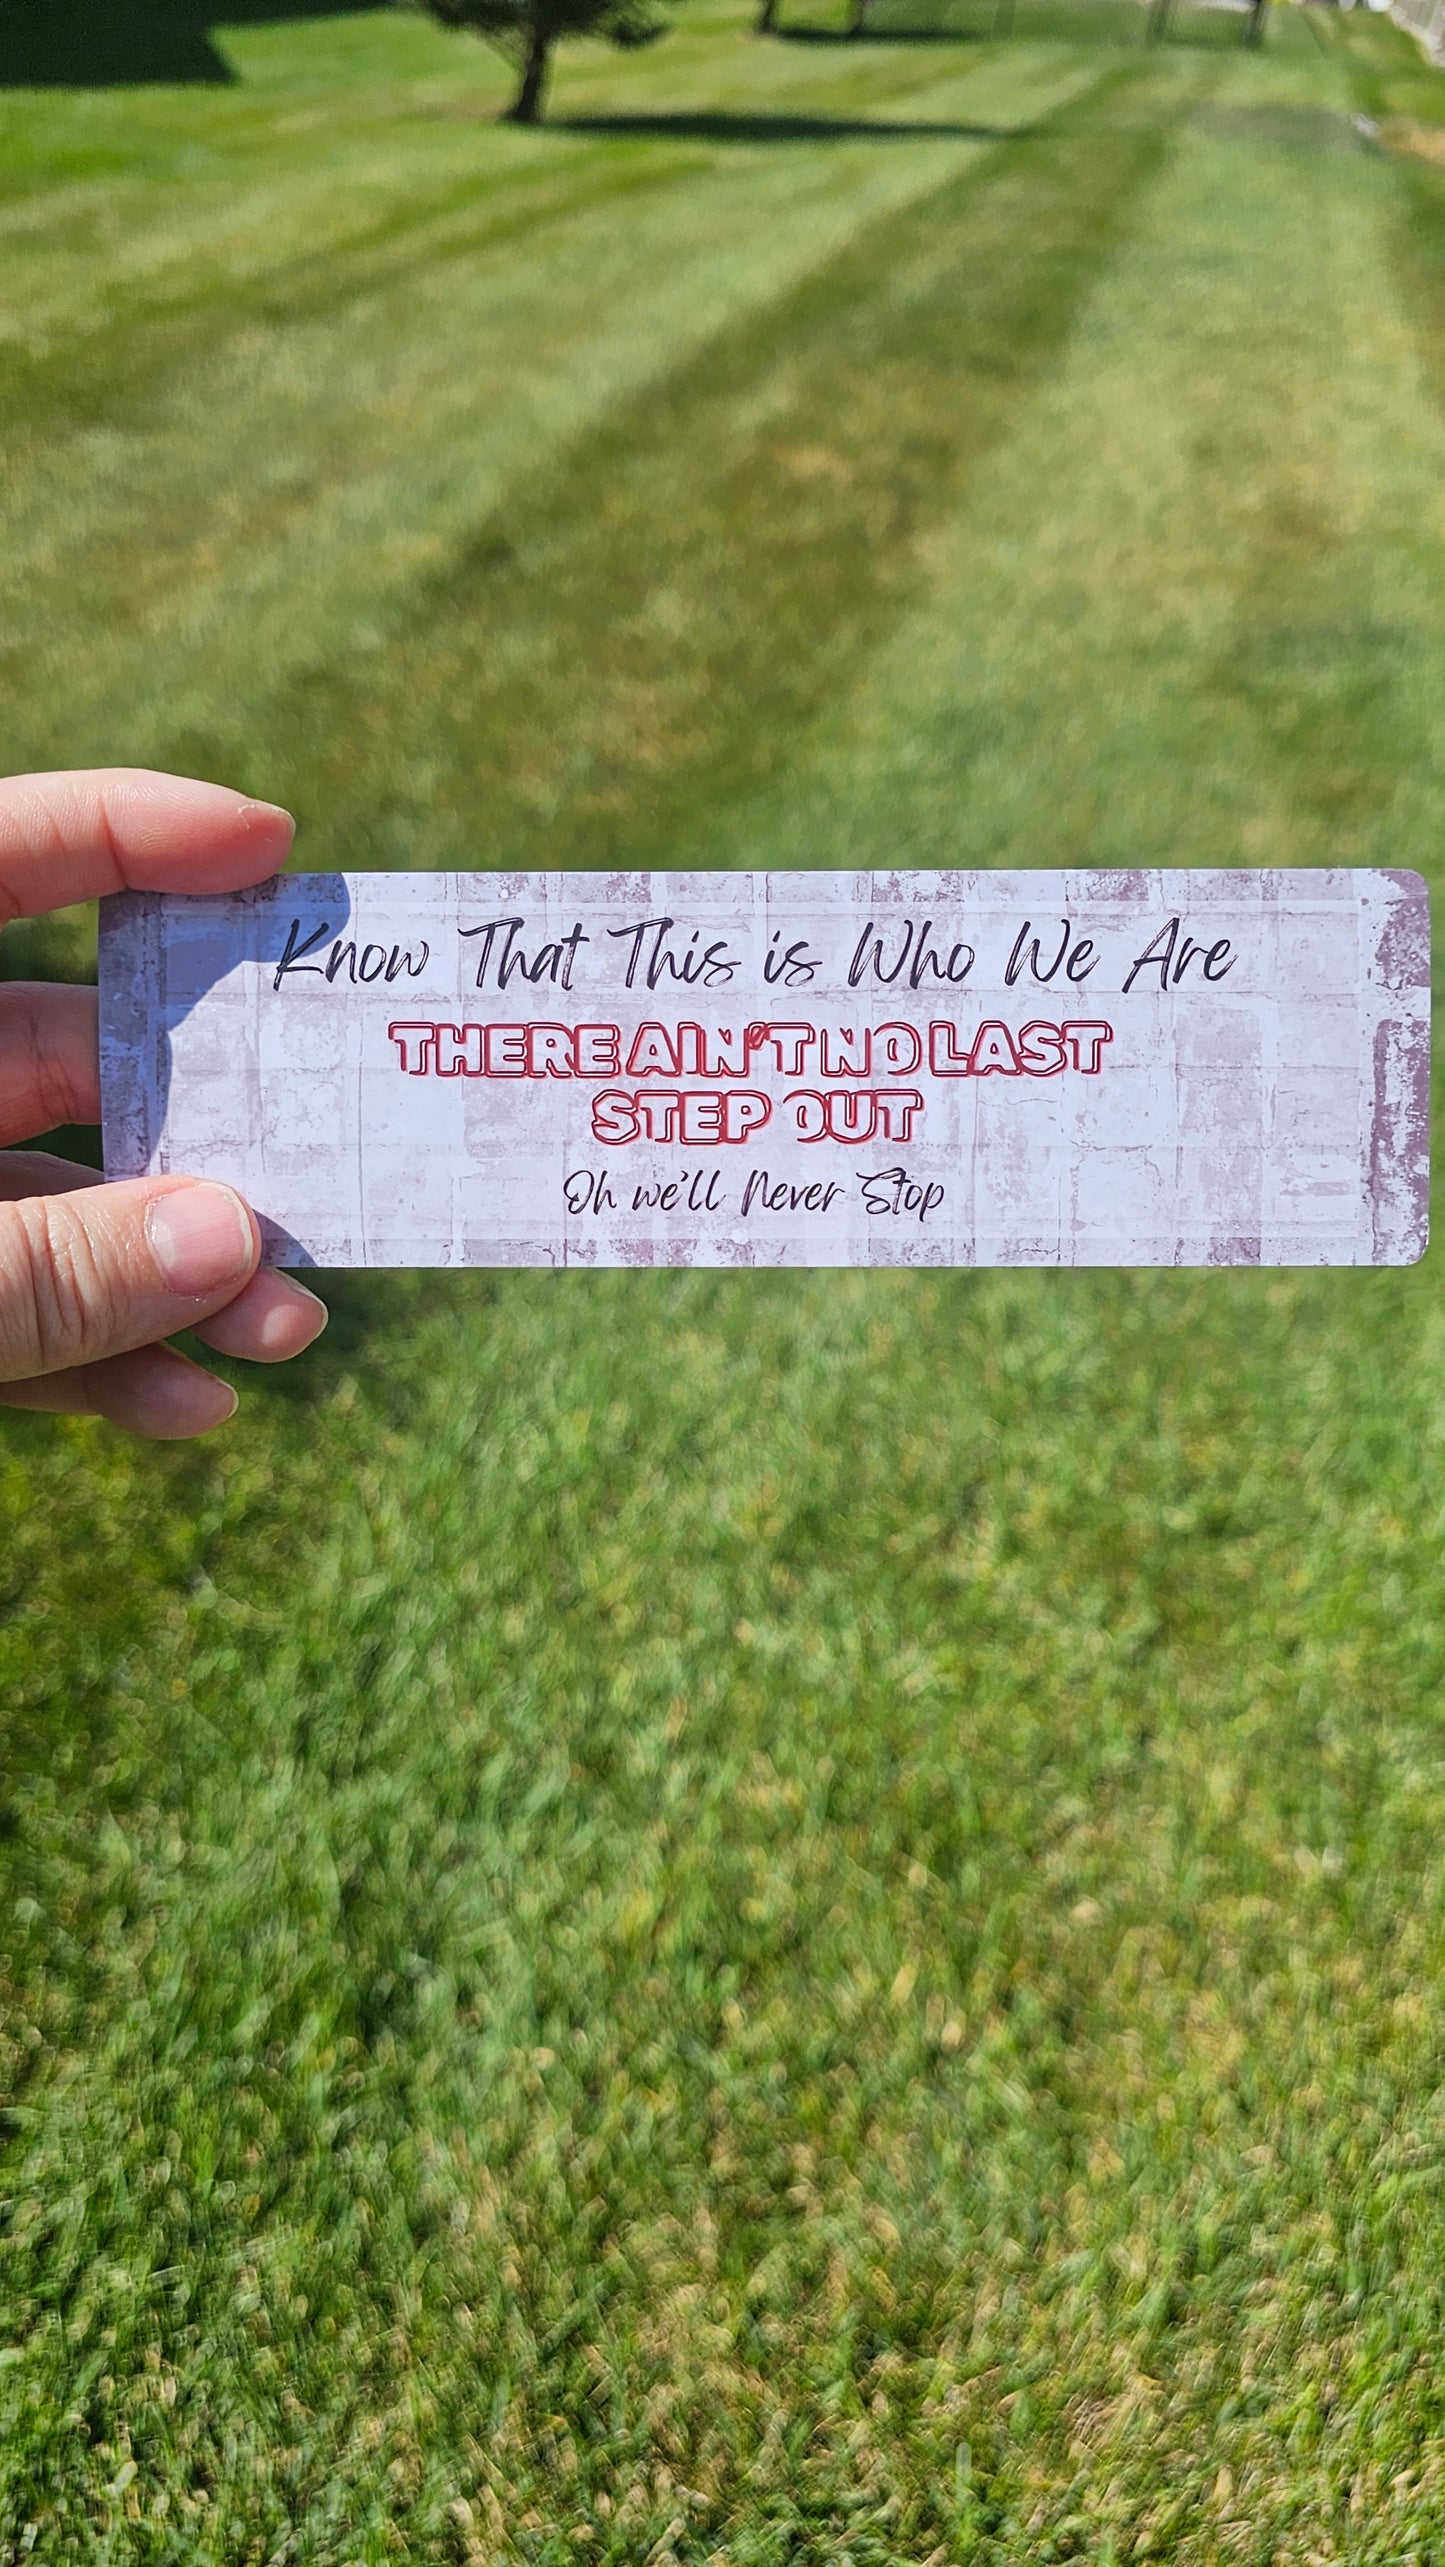 Know That This is Who We Are
THERE AIN'T NO LAST
STEP OUT
Oh we'll Never Stop